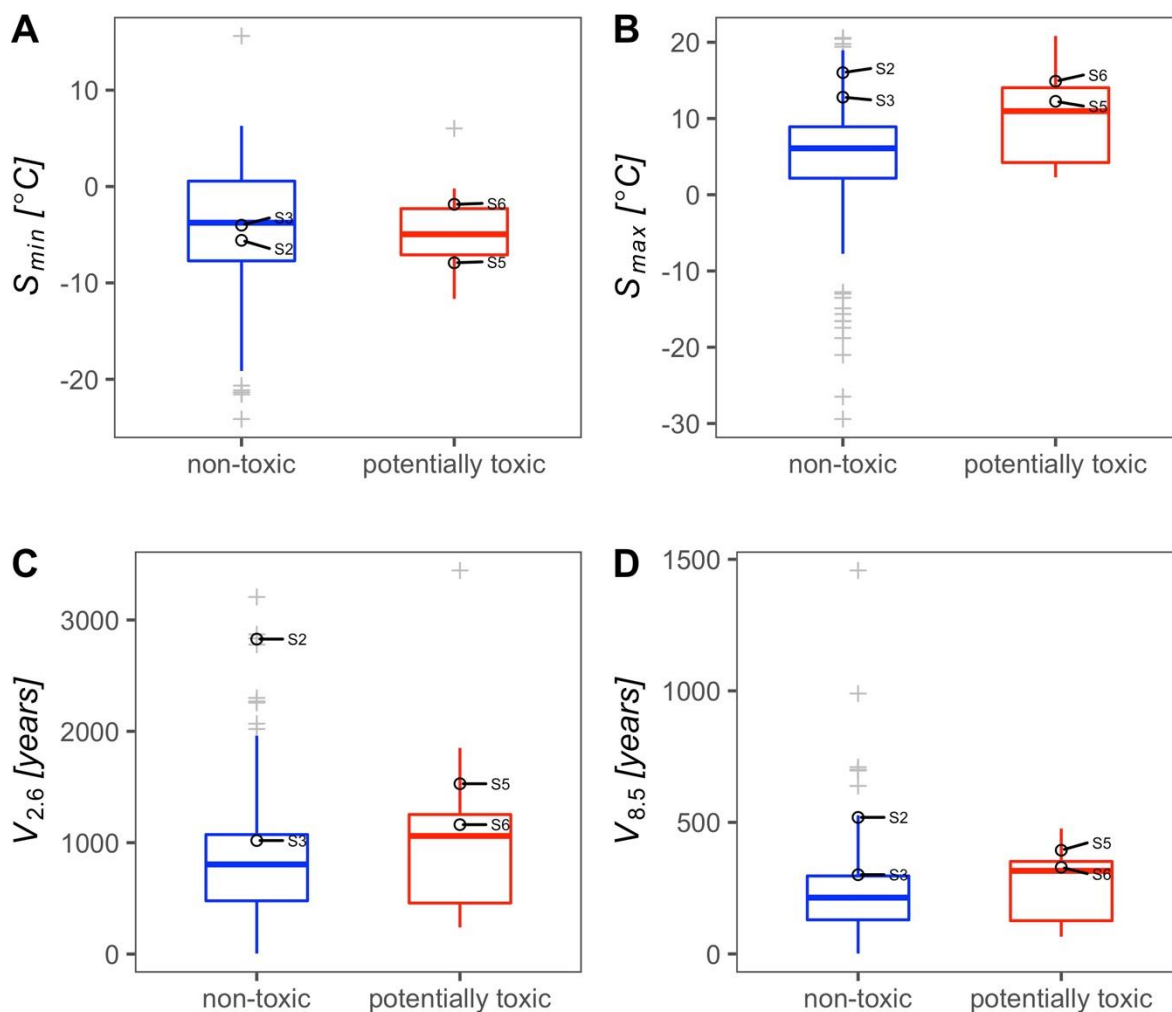 A
S_min [°C]
10
0
-10
-20
S3
S2
S6
S5
non-toxic
potentially toxic
B
S_max [°C]
20
10
0
-10
-20
-30
S2
S3
S6
S5
non-toxic
potentially toxic
C
V_2.6 [years]
3000
2000
1000
0
S2
S3
S5
S6
non-toxic
potentially toxic
D
V_8.5 [years]
1500
1000
500
0
S2
S3
S5
S6
non-toxic
potentially toxic